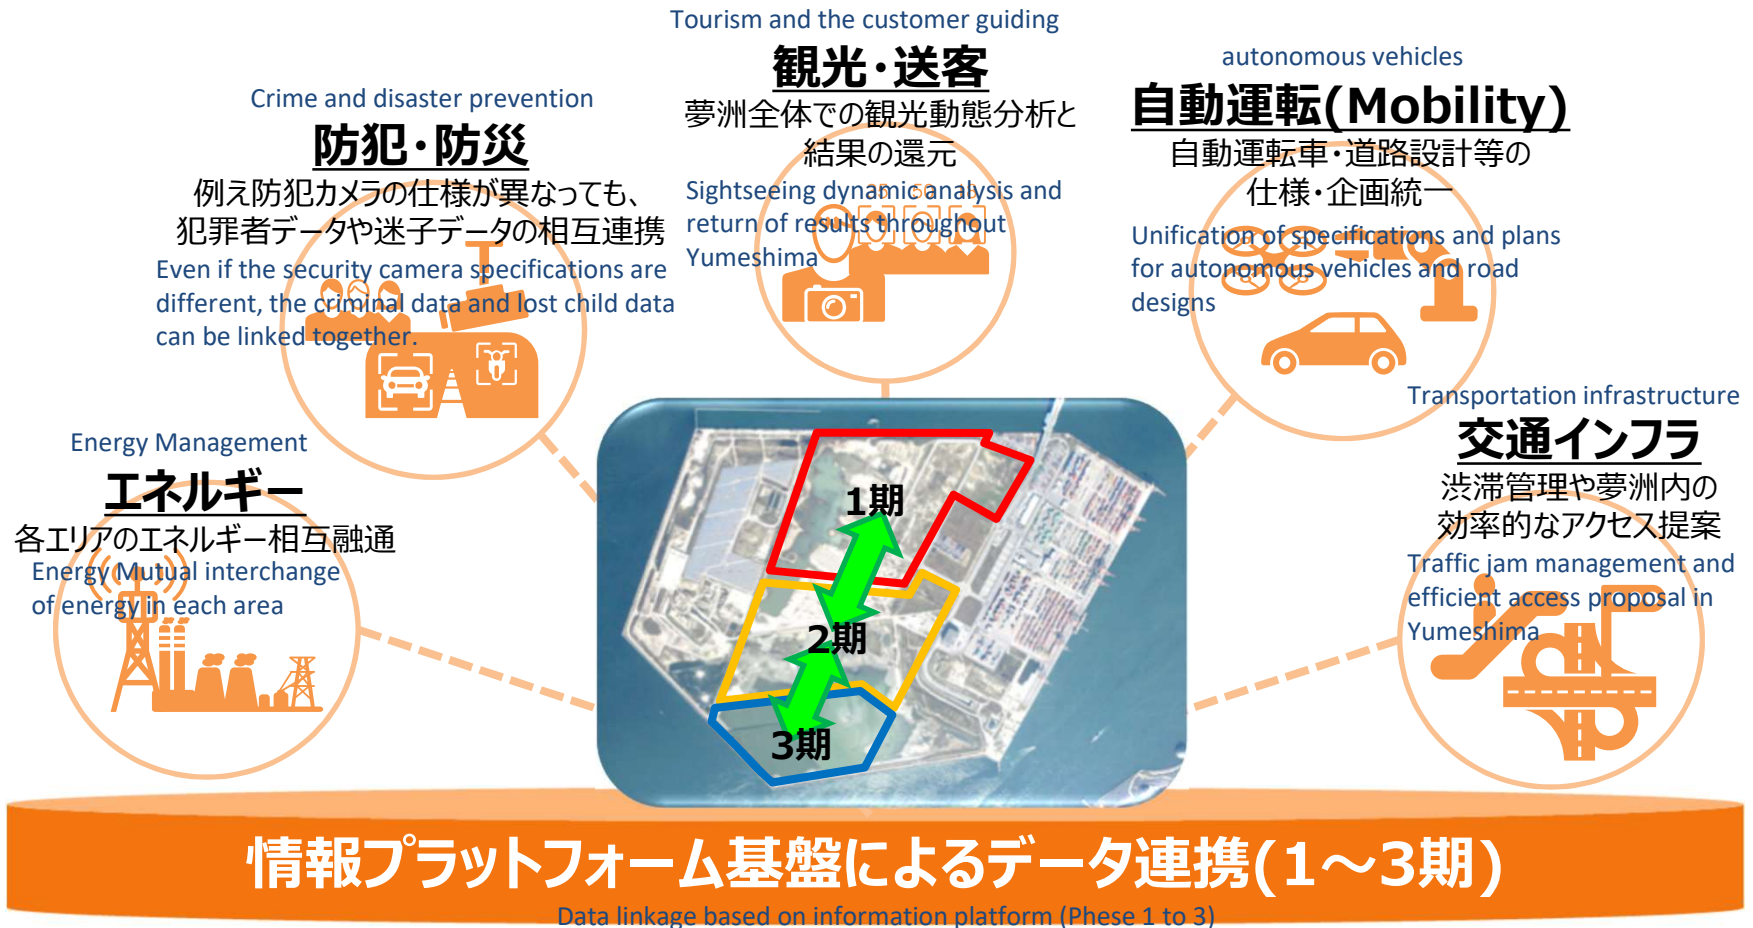 Tourism and the customer guiding
観光・送客
夢洲全体での観光動態分析と
結果の還元
Sightseeing dynamic analysis and
return of results throughout
Yumeshima
autonomous vehicles
自動運転(Mobility)
自動運転車・道路設計等の
仕様・企画統一
Unification of specifications and plans
for autonomous vehicles and road
designs
Crime and disaster prevention
防犯・防災
例え防犯カメラの仕様が異なっても、
犯罪者データや迷子データの相互連携
Even if the security camera specifications are
different, the criminal data and lost child data
can be linked together.
Transportation infrastructure
交通インフラ
渋滞管理や夢洲内の
効率的なアクセス提案
Traffic jam management and
efficient access proposal in
Yumeshima
Energy Management
エネルギー
各エリアのエネルギー相互融通
Energy Mutual interchange
of energy in each area
1期
2期
3期
情報プラットフォーム基盤によるデータ連携(1～3期)
Data linkage based on information platform (Phese 1 to 3)